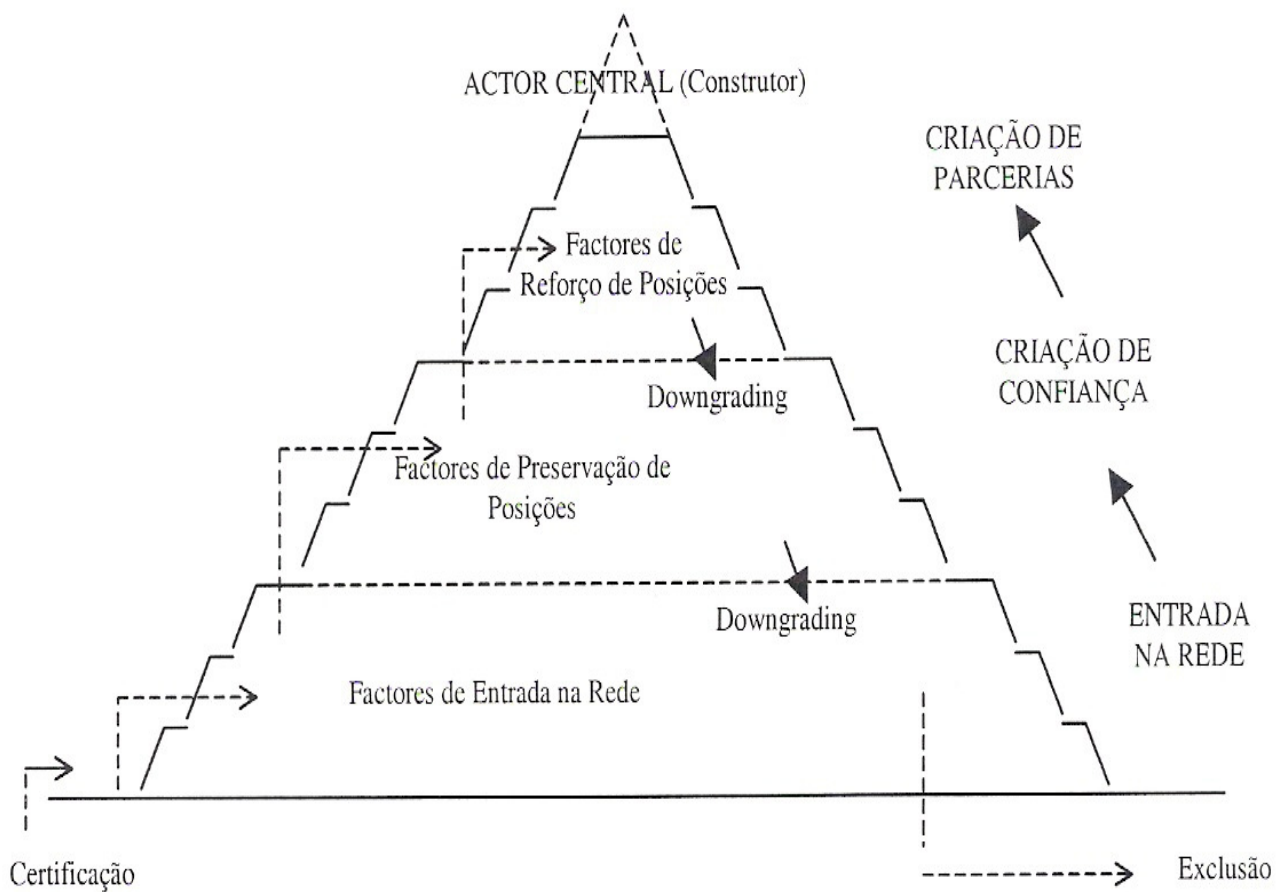 ACTOR CENTRAL (Construtor)
CRIAÇÃO DE
PARCERIAS
Factores de
Reforço de Posições
CRIAÇÃO DE
CONFIANÇA
Downgrading
Factores de Preservação de
Posições
Downgrading
ENTRADA
NA REDE
Factores de Entrada na Rede
Certificação
Exclusão